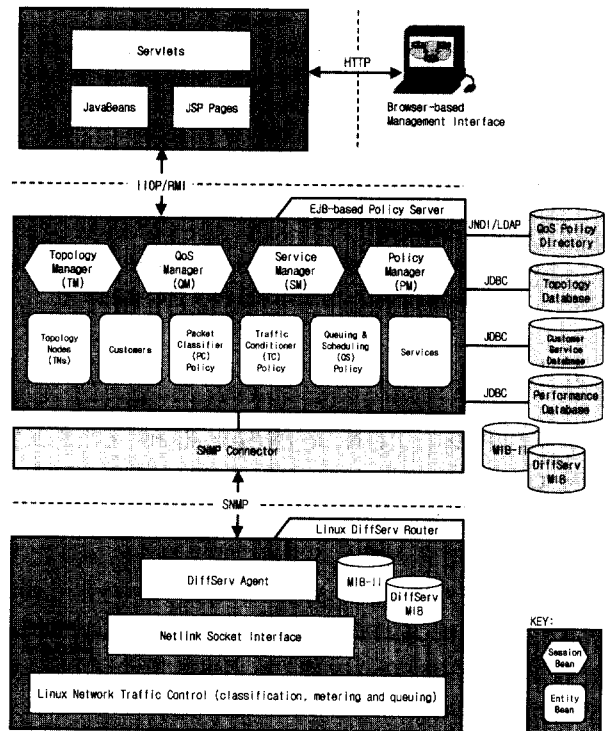 Servlets
JavaBeans
JSP Pages
HTTP
Browser-based
Management Interface
IIOP/RMI
EJB-based Policy Server
Topology
Manager
(TM)
QoS
Manager
(QM)
Service
Manager
(SM)
Policy
Manager
(PM)
Topology
Nodes
(TNs)
Customers
Packet
Classifier
(PC)
Policy
Traffic
Conditioner
(TC)
Policy
Queuing &
Scheduling
(QS)
Policy
Services
JNDI/LDAP
QoS Policy
Directory
JDBC
Topology
Database
JDBC
Customer
Service
Database
JDBC
Performance
Database
SNMP Connector
MIB-II
DiffServ
MIB
SNMP
Linux DiffServ Router
DiffServ Agent
MIB-II
DiffServ
MIB
Netlink Socket Interface
Linux Network Traffic Control (classification, metering and queuing)
KEY:
Session
Bean
Entity
Bean